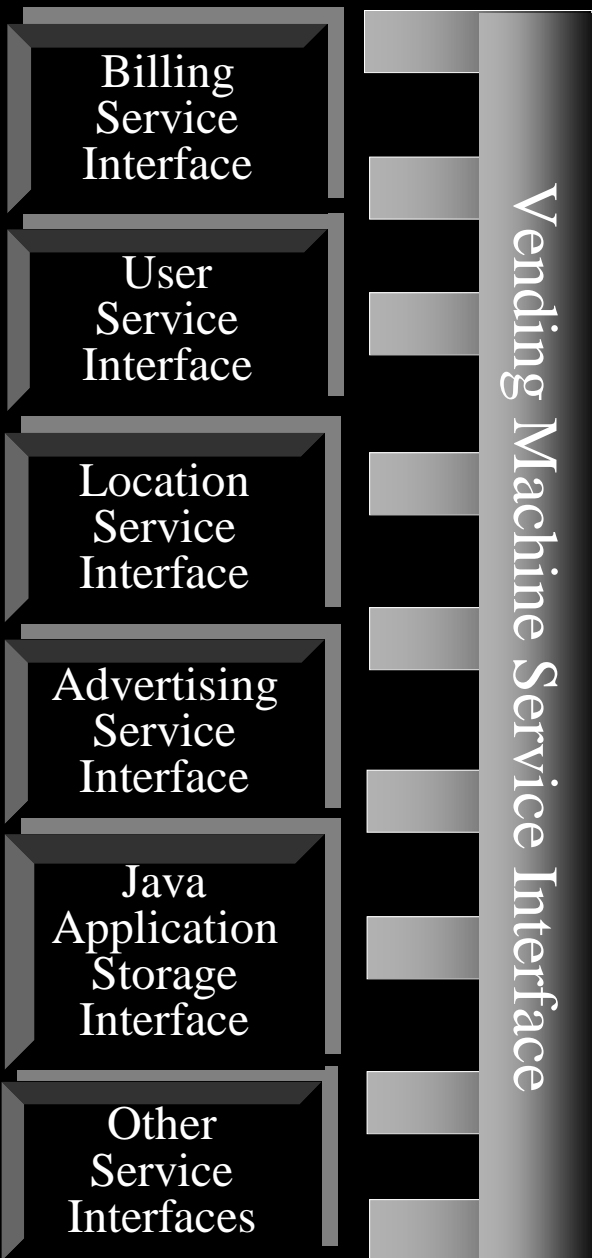 Billing
Service
Interface
User
Service
Interface
Location
Service
Interface
Advertising
Service
Interface
Java
Application
Storage
Interface
Other
Service
Interfaces
Vending Machine Service Interface